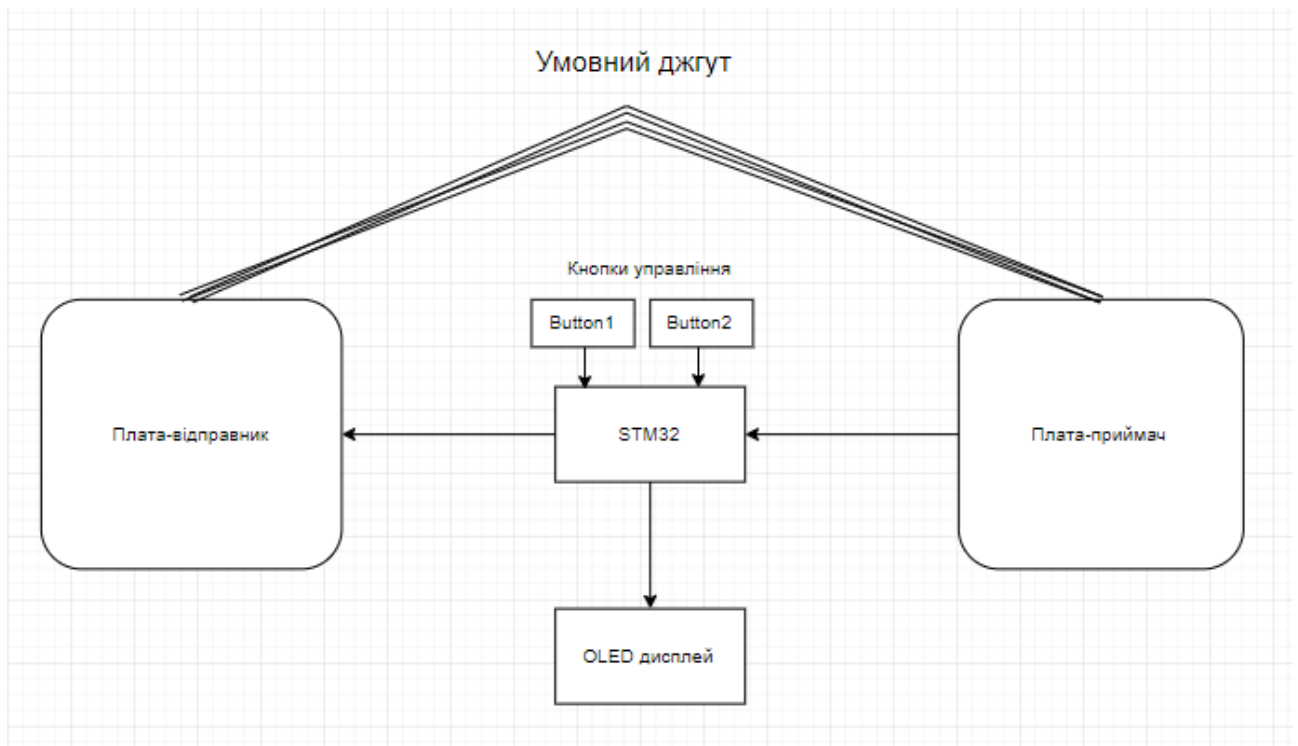 Умовний джгут
Кнопки управління
Button1
Button2
Плата-відправник
STM32
Плата-приймач
OLED дисплей